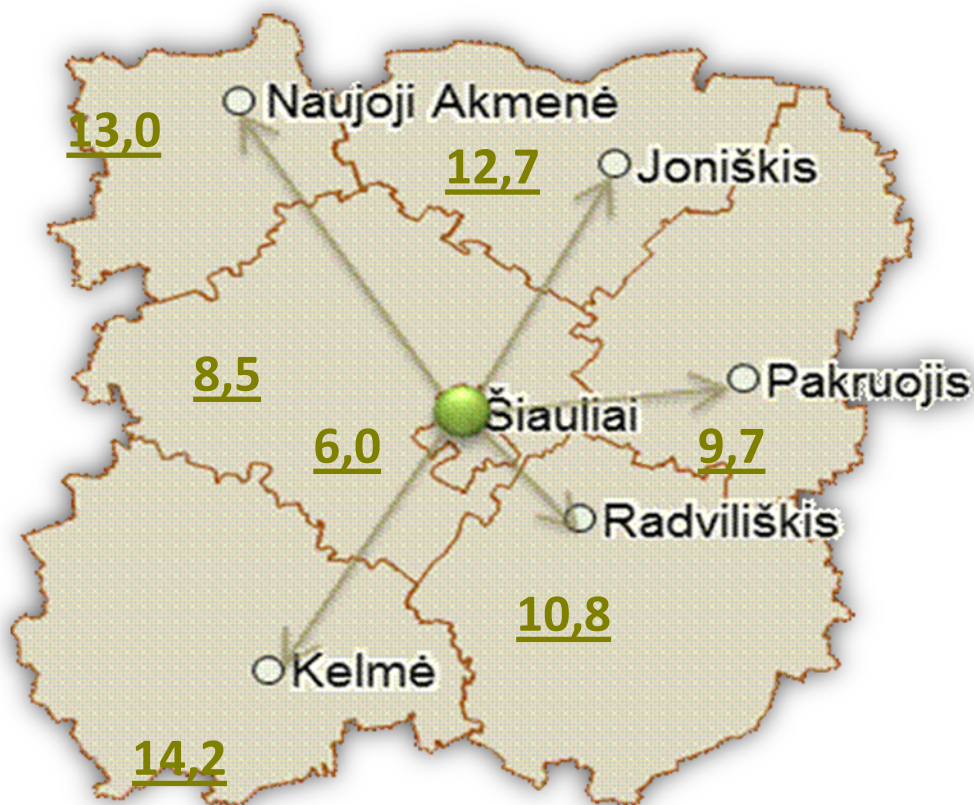 Naujoji Akmenė
13,0
12,7
Joniškis
8,5
Pakruojis
Šiauliai
6,0
9,7
Radviliškis
10,8
Kelmė
14,2